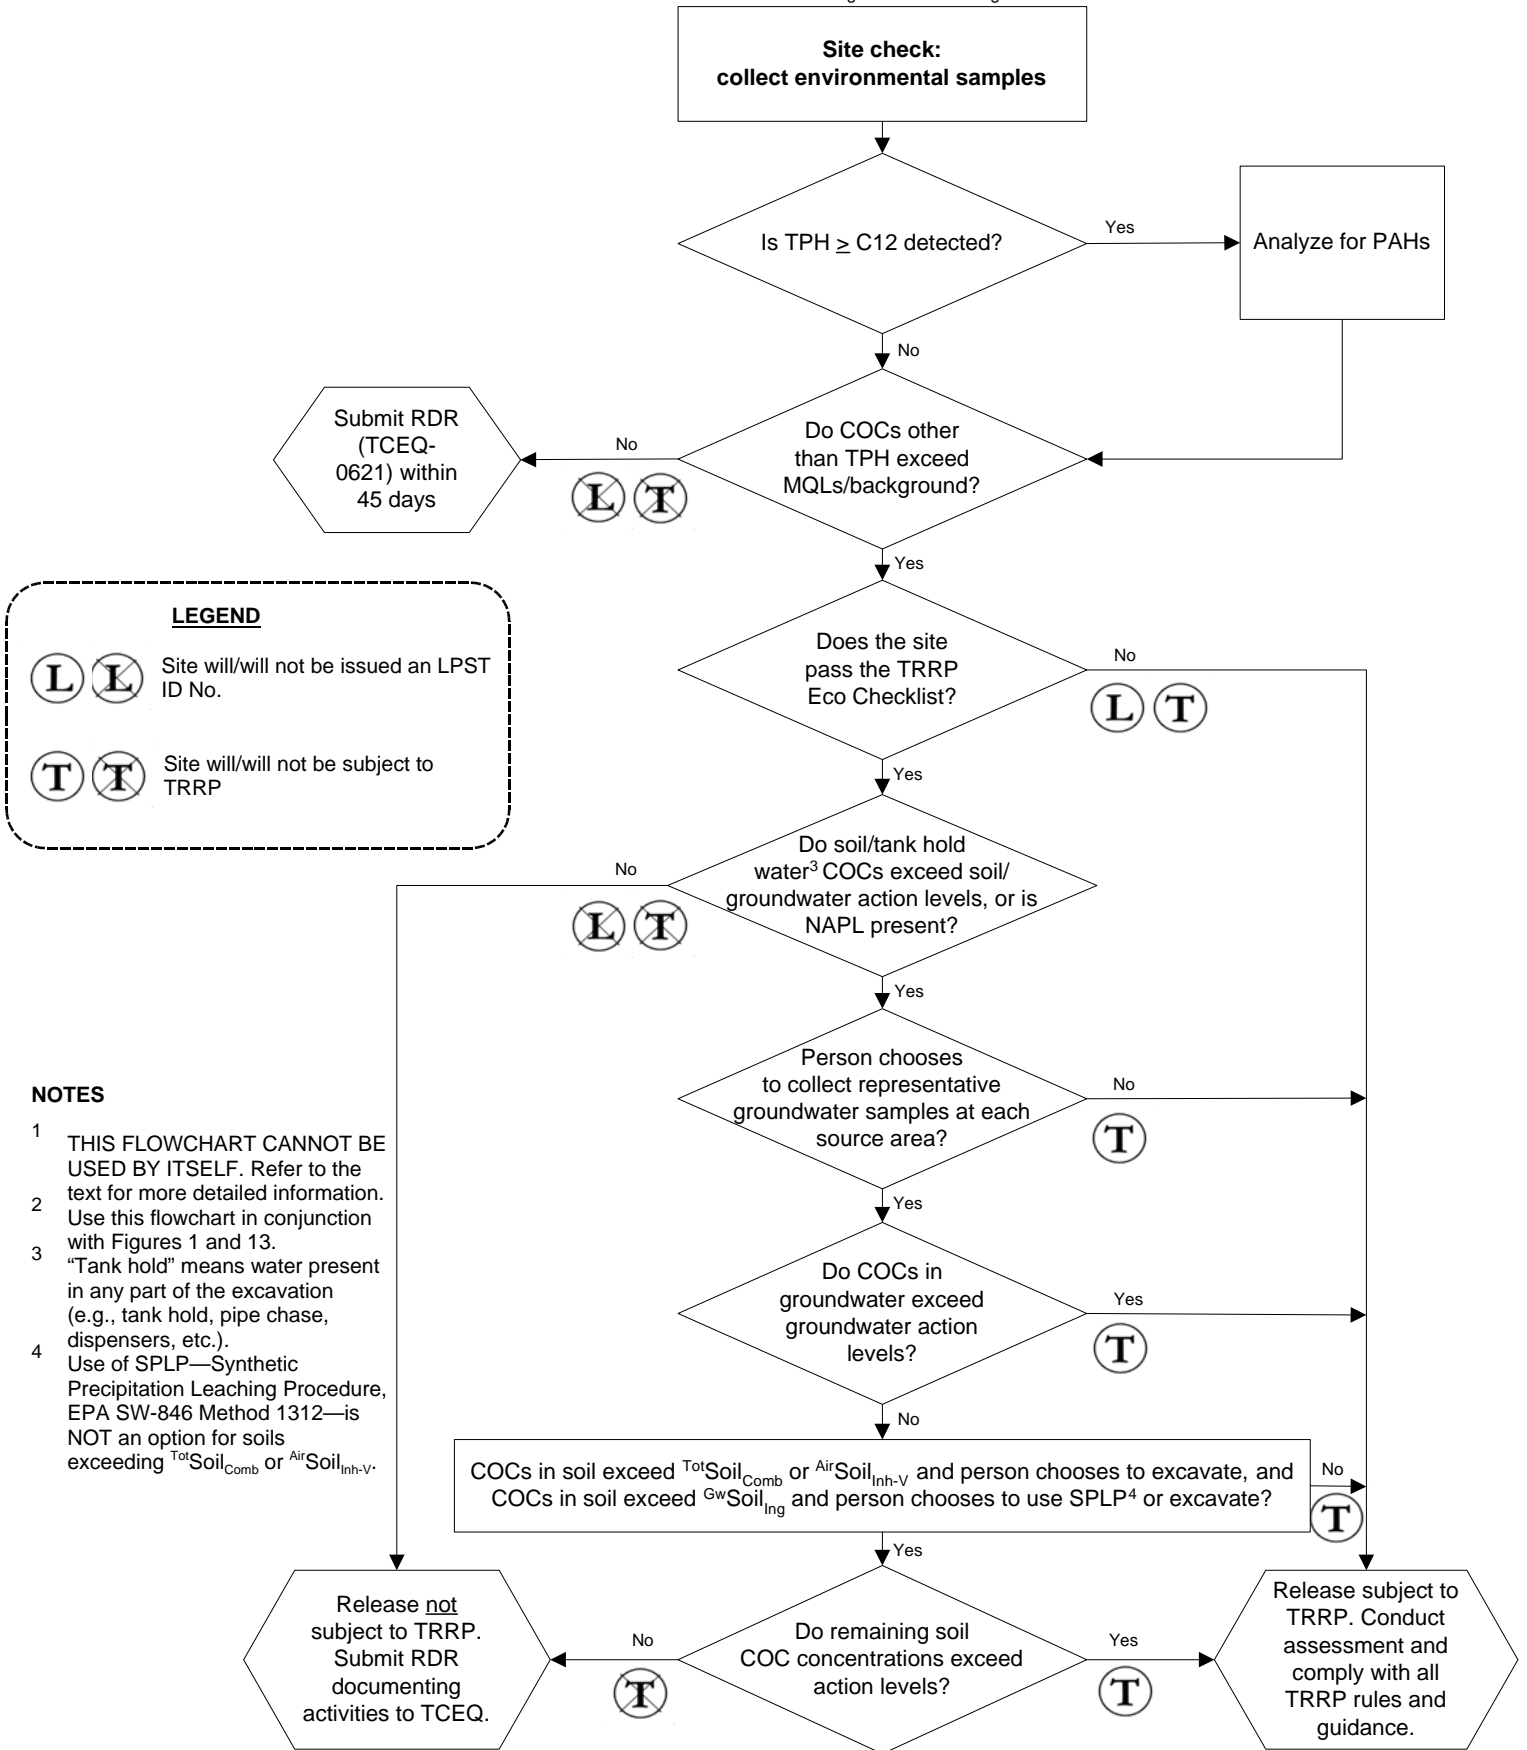 Site check:
collect environmental samples
Is TPH ≥ C12 detected?
Yes
Analyze for PAHs
No
Do COCs other
than TPH exceed
MQLs/background?
No
L T
Submit RDR
(TCEQ-
0621) within
45 days
Yes
LEGEND
L L Site will/will not be issued an LPST
ID No.
T T Site will/will not be subject to
TRRP
Does the site
pass the TRRP
Eco Checklist?
No
L T
Yes
Do soil/tank hold
water³ COCs exceed soil/
groundwater action levels, or is
NAPL present?
No
L T
Yes
Person chooses
to collect representative
groundwater samples at each
source area?
No
T
Yes
NOTES
1 THIS FLOWCHART CANNOT BE
USED BY ITSELF. Refer to the
text for more detailed information.
2 Use this flowchart in conjunction
with Figures 1 and 13.
3 “Tank hold” means water present
in any part of the excavation
(e.g., tank hold, pipe chase,
dispensers, etc.).
4 Use of SPLP—Synthetic
Precipitation Leaching Procedure,
EPA SW-846 Method 1312—is
NOT an option for soils
exceeding TotSoilComb or AirSoilInh-V.
Do COCs in
groundwater exceed
groundwater action
levels?
Yes
T
No
COCs in soil exceed TotSoilComb or AirSoilInh-V and person chooses to excavate, and
COCs in soil exceed GwSoilIng and person chooses to use SPLP⁴ or excavate?
No
T
Yes
Do remaining soil
COC concentrations exceed
action levels?
No
T
Yes
T
Release not
subject to TRRP.
Submit RDR
documenting
activities to TCEQ.
Release subject to
TRRP. Conduct
assessment and
comply with all
TRRP rules and
guidance.